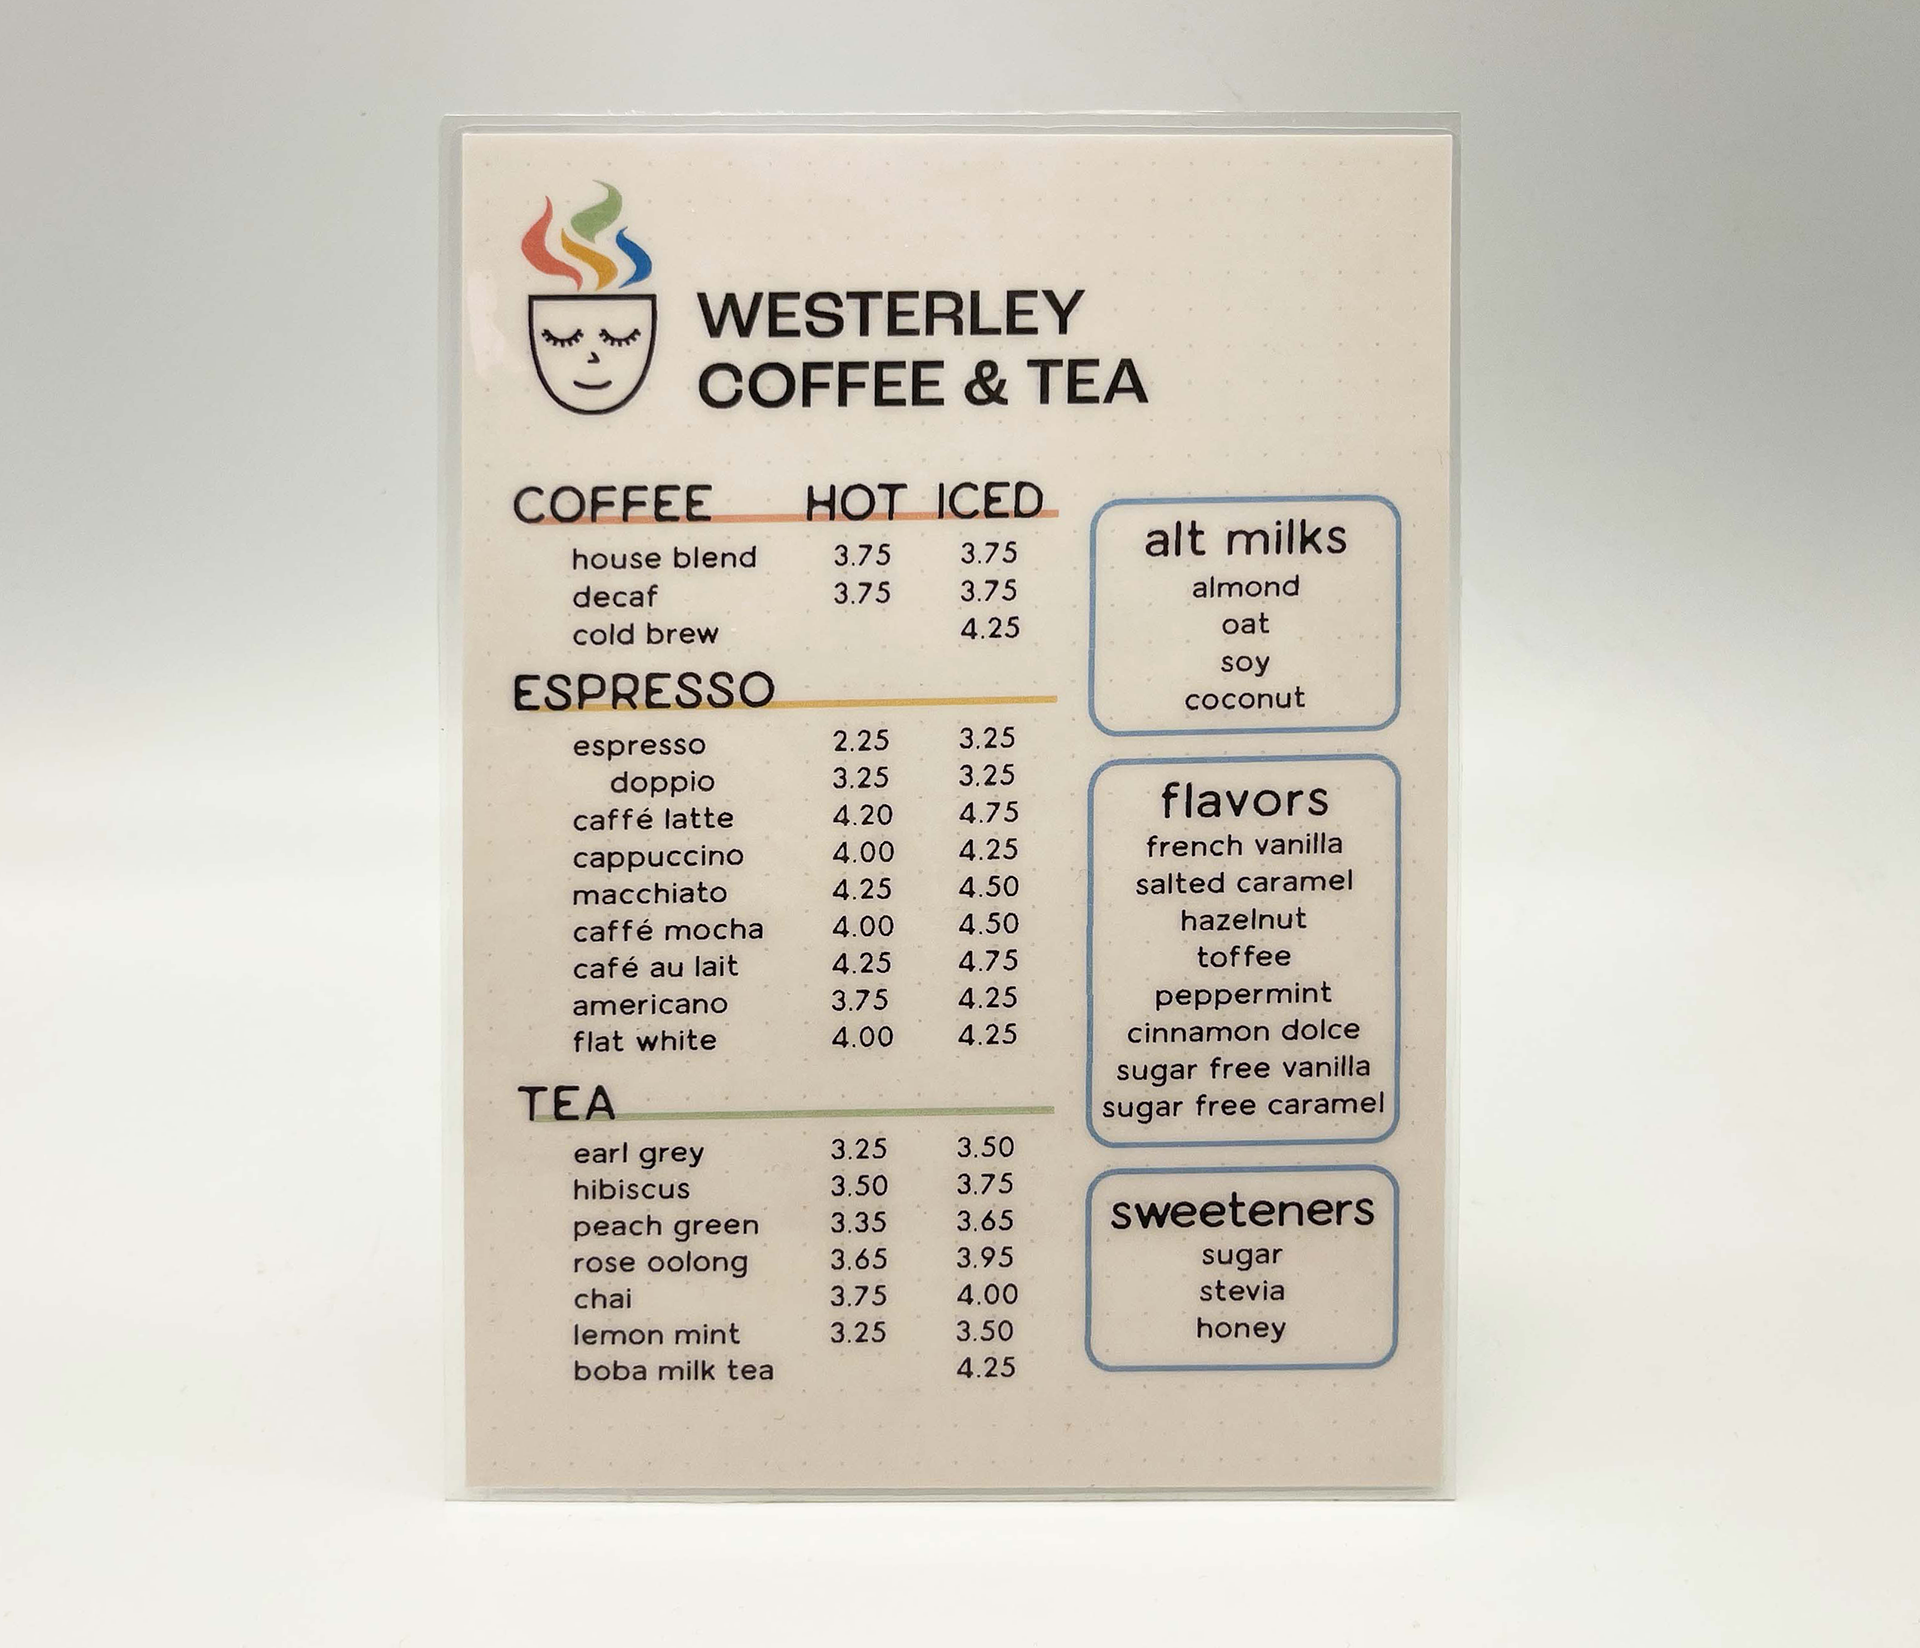 WESTERLEY
COFFEE & TEA
COFFEE HOT ICED
house blend 3.75 3.75
decaf 3.75 3.75
cold brew 4.25
ESPRESSO
espresso 2.25 3.25
doppio 3.25 3.25
caffé latte 4.20 4.75
cappuccino 4.00 4.25
macchiato 4.25 4.50
caffé mocha 4.00 4.50
café au lait 4.25 4.75
americano 3.75 4.25
flat white 4.00 4.25
TEA
earl grey 3.25 3.50
hibiscus 3.50 3.75
peach green 3.35 3.65
rose oolong 3.65 3.95
chai 3.75 4.00
lemon mint 3.25 3.50
boba milk tea 4.25
alt milks
almond
oat
soy
coconut
flavors
french vanilla
salted caramel
hazelnut
toffee
peppermint
cinnamon dolce
sugar free vanilla
sugar free caramel
sweeteners
sugar
stevia
honey